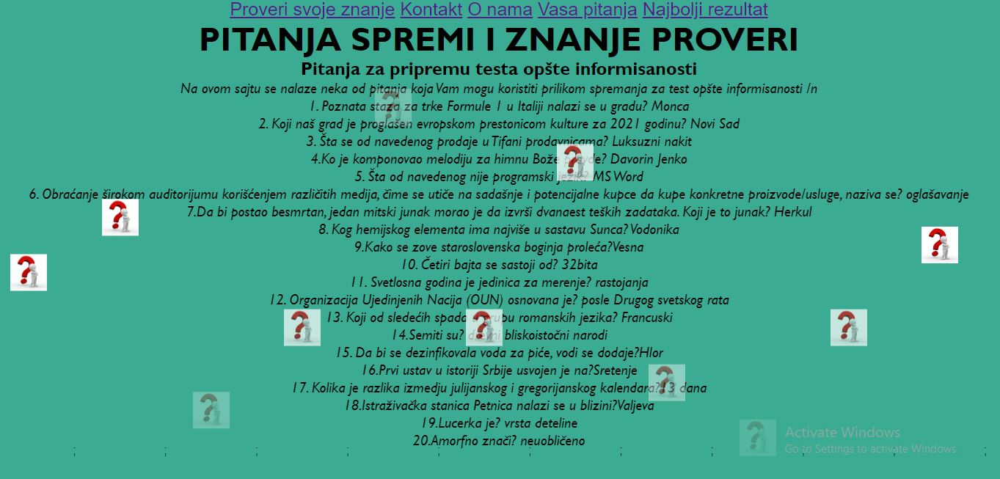 Proveri svoje znanje Kontakt O nama Vasa pitanja Najbolji rezultat
PITANJA SPREMI I ZNANJE PROVERI
Pitanja za pripremu testa opšte informisanosti
Na ovom sajtu se nalaze neka od pitanja koja Vam mogu koristiti prilikom spremanja za test opšte informisanosti /n
1. Poznata staza za trke Formule 1 u Italiji nalazi se u gradu? Monca
2. Koji naš grad je proglašen evropskom prestonicom kulture za 2021 godinu? Novi Sad
3. Šta se od navedenog prodaje u Tifani prodavnicama? Luksuzni nakit
4.Ko je komponovao melodiju za himnu Bože pravde? Davorin Jenko
5. Šta od navedenog nije programski jezik? MS Word
6. Obraćanje širokom auditorijumu korišćenjem različitih medija, čime se utiče na sadašnje i potencijalne kupce da kupe konkretne proizvode/usluge, naziva se? oglašavanje
7.Da bi postao besmrtan, jedan mitski junak morao je da izvrši dvanaest teških zadataka. Koji je to junak? Herkul
8. Kog hemijskog elementa ima najviše u sastavu Sunca? Vodonika
9.Kako se zove staroslovenska boginja proleća?Vesna
10. Četiri bajta se sastoji od? 32bita
11. Svetlosna godina je jedinica za merenje? rastojanja
12. Organizacija Ujedinjenih Nacija (OUN) osnovana je? posle Drugog svetskog rata
13. Koji od sledećih spada u grupu romanskih jezika? Francuski
14.Semiti su? drevni bliskoistočni narodi
15. Da bi se dezinfikovala voda za piće, vodi se dodaje?Hlor
16.Prvi ustav u istoriji Srbije usvojen je na?Sretenje
17. Kolika je razlika izmedju julijanskog i gregorijanskog kalendara?13 dana
18.Istraživačka stanica Petnica nalazi se u blizini?Valjeva
19.Lucerka je? vrsta deteline
20.Amorfno znači? neuobličeno
; ; ; ; ; ; ; ; ; ; ;
Activate Windows
Go to Settings to activate Windows.